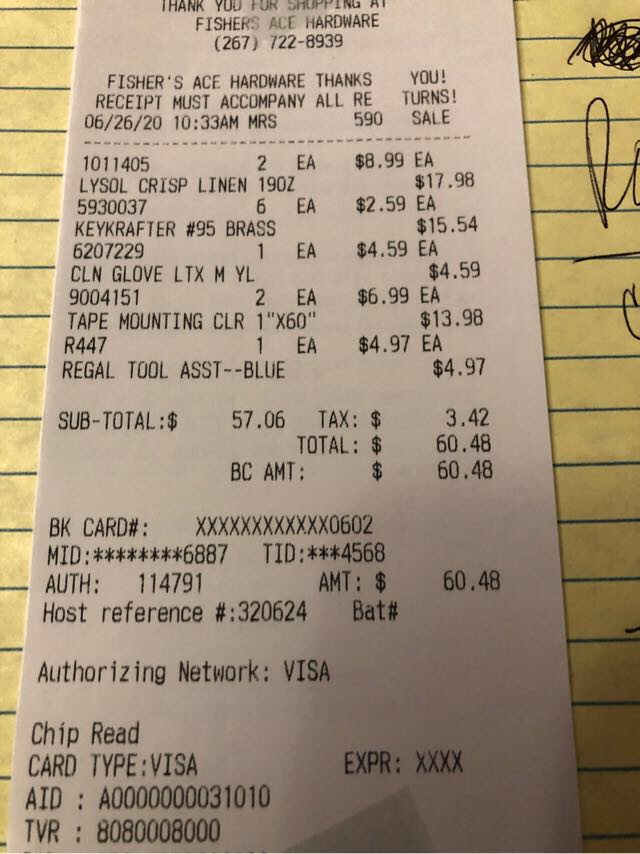 THANK YOU FOR SHOPPING AT
FISHERS ACE HARDWARE
(267) 722-8939
FISHER'S ACE HARDWARE THANKS YOU!
RECEIPT MUST ACCOMPANY ALL RE TURNS!
06/26/20 10:33AM MRS 590 SALE
1011405 2 EA $8.99 EA
LYSOL CRISP LINEN 19OZ $17.98
5930037 6 EA $2.59 EA
KEYKRAFTER #95 BRASS $15.54
6207229 1 EA $4.59 EA
CLN GLOVE LTX M YL $4.59
9004151 2 EA $6.99 EA
TAPE MOUNTING CLR 1"X60" $13.98
R447 1 EA $4.97 EA
REGAL TOOL ASST--BLUE $4.97
SUB-TOTAL:$ 57.06 TAX: $ 3.42
TOTAL: $ 60.48
BC AMT: $ 60.48
BK CARD#: XXXXXXXXXXXX0602
MID:********6887 TID:***4568
AUTH: 114791 AMT: $ 60.48
Host reference #:320624 Bat#
Authorizing Network: VISA
Chip Read
CARD TYPE:VISA EXPR: XXXX
AID : A0000000031010
TVR : 8080008000